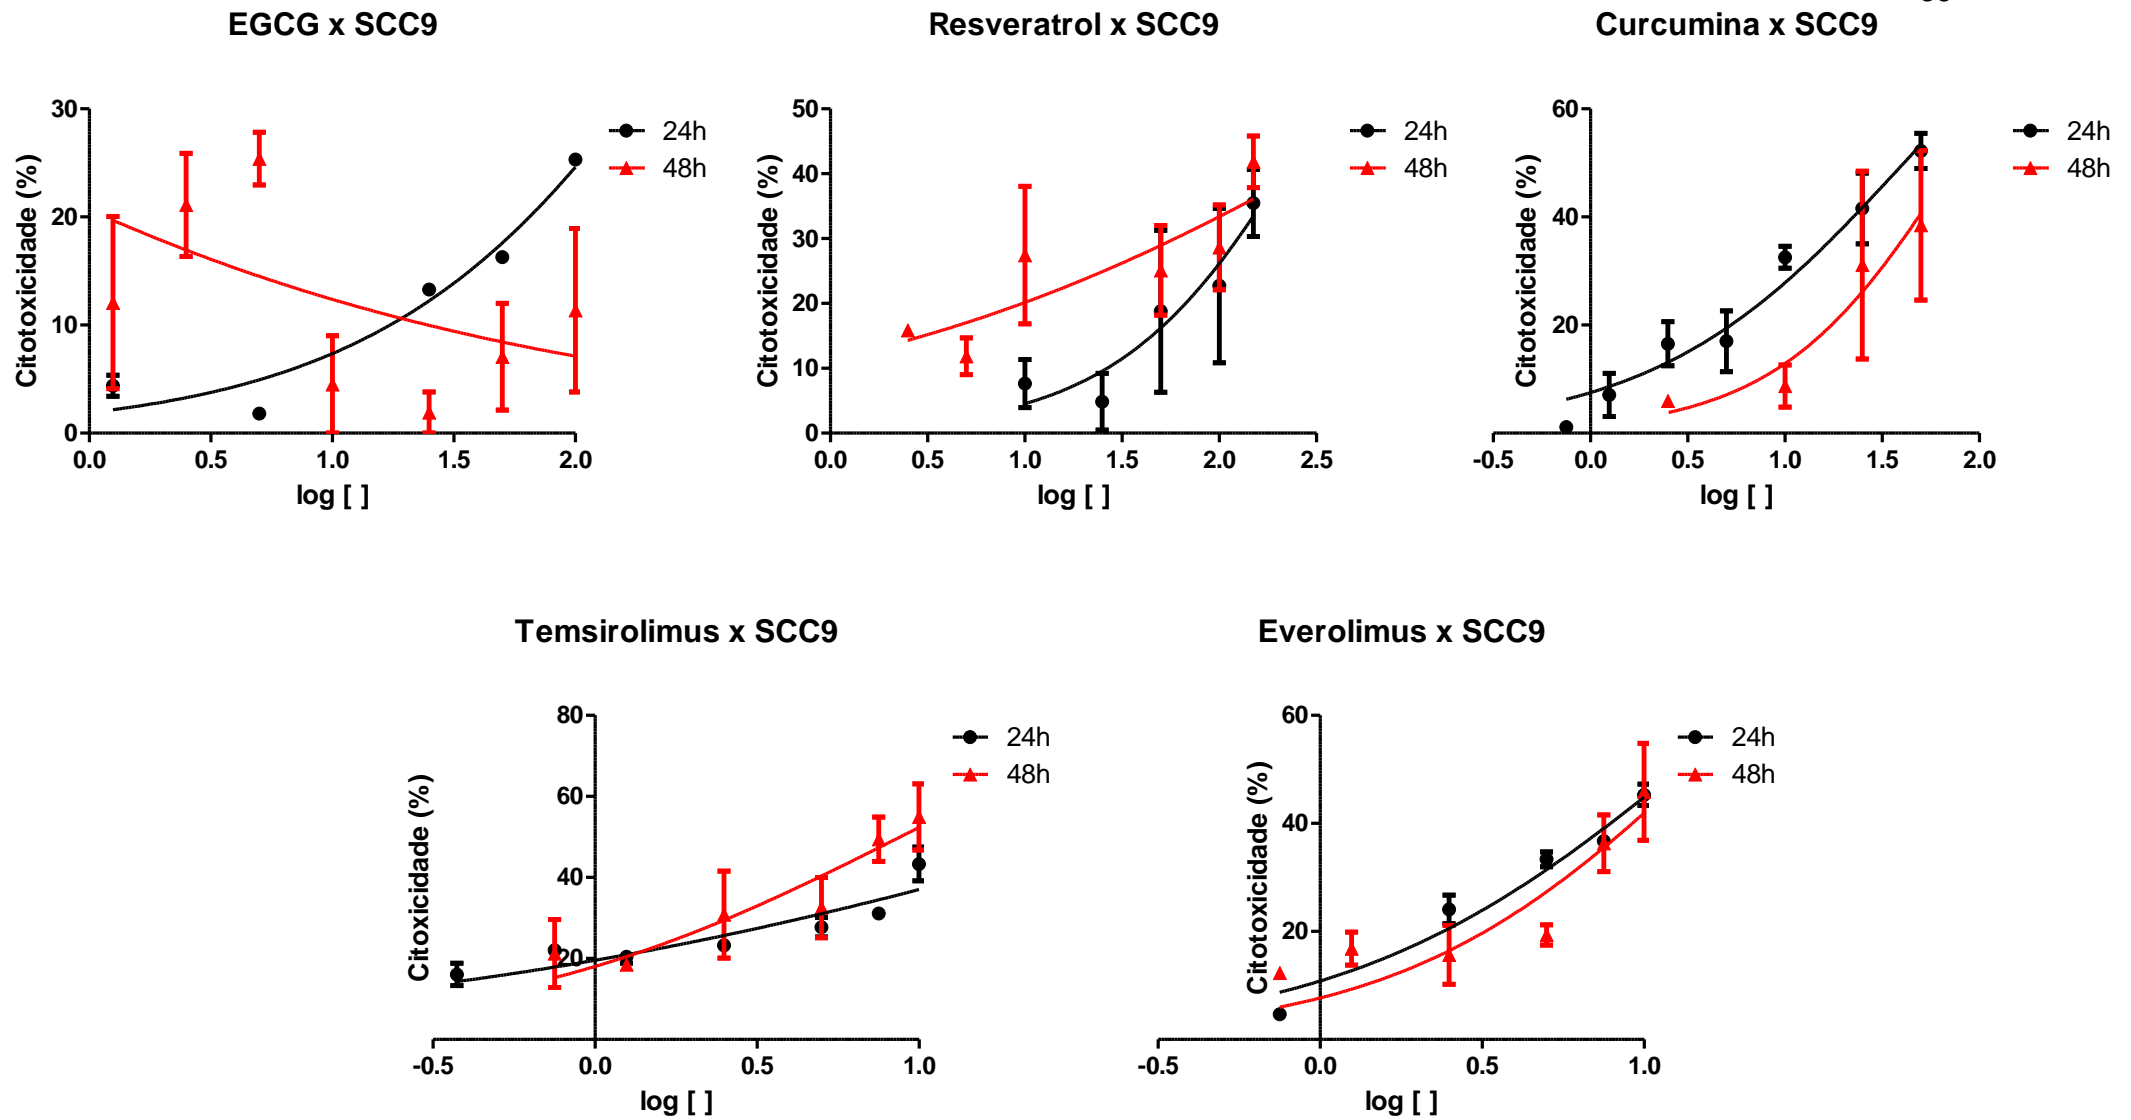 EGCG x SCC9
Resveratrol x SCC9
Curcumina x SCC9
Citotoxicidade (%)
30
20
10
0
0.0 0.5 1.0 1.5 2.0
log [ ]
24h
48h
Citotoxicidade (%)
50
40
30
20
10
0
0.0 0.5 1.0 1.5 2.0 2.5
log [ ]
24h
48h
Citotoxicidade (%)
60
40
20
-0.5 0.0 0.5 1.0 1.5 2.0
log [ ]
24h
48h
Temsirolimus x SCC9
Everolimus x SCC9
Citoxicidade (%)
80
60
40
20
-0.5 0.0 0.5 1.0
log [ ]
24h
48h
Citotoxicidade (%)
60
40
20
-0.5 0.0 0.5 1.0
log [ ]
24h
48h